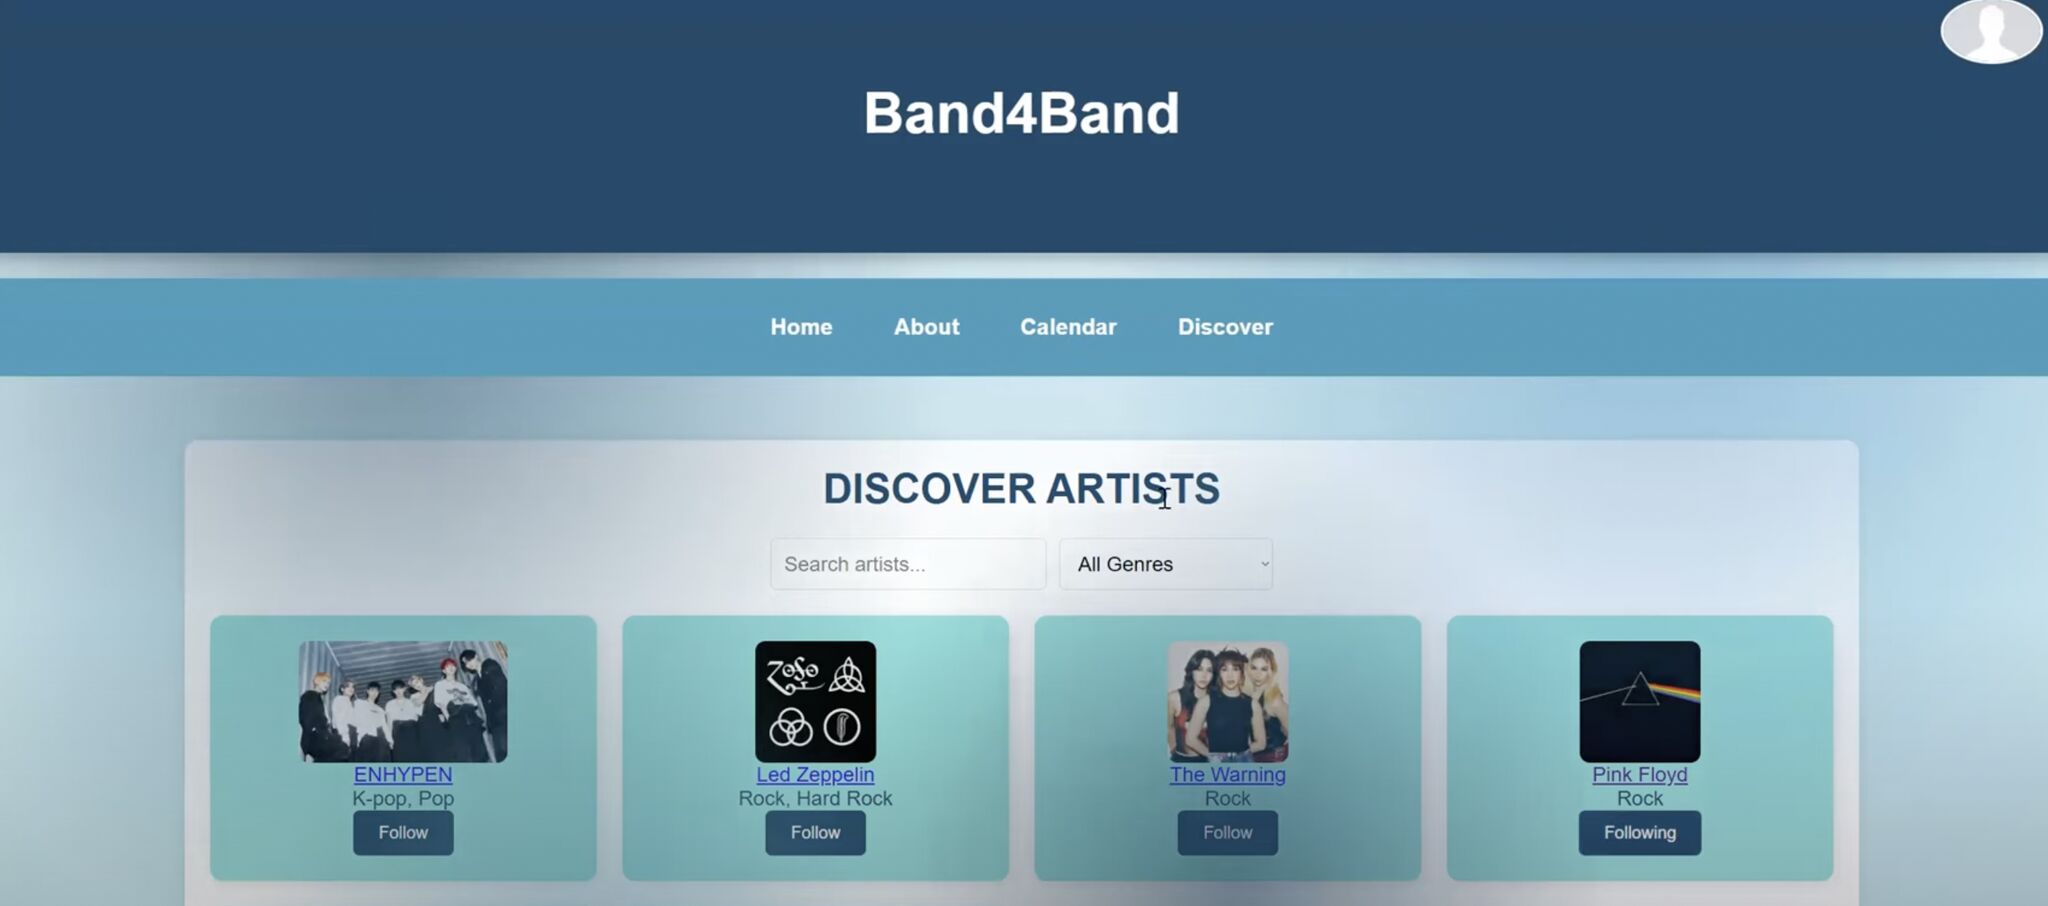 Band4Band
Home About Calendar Discover
DISCOVER ARTISTS
Search artists... All Genres
ZoSo
ENHYPEN
K-pop, Pop
Follow
Led Zeppelin
Rock, Hard Rock
Follow
The Warning
Rock
Follow
Pink Floyd
Rock
Following